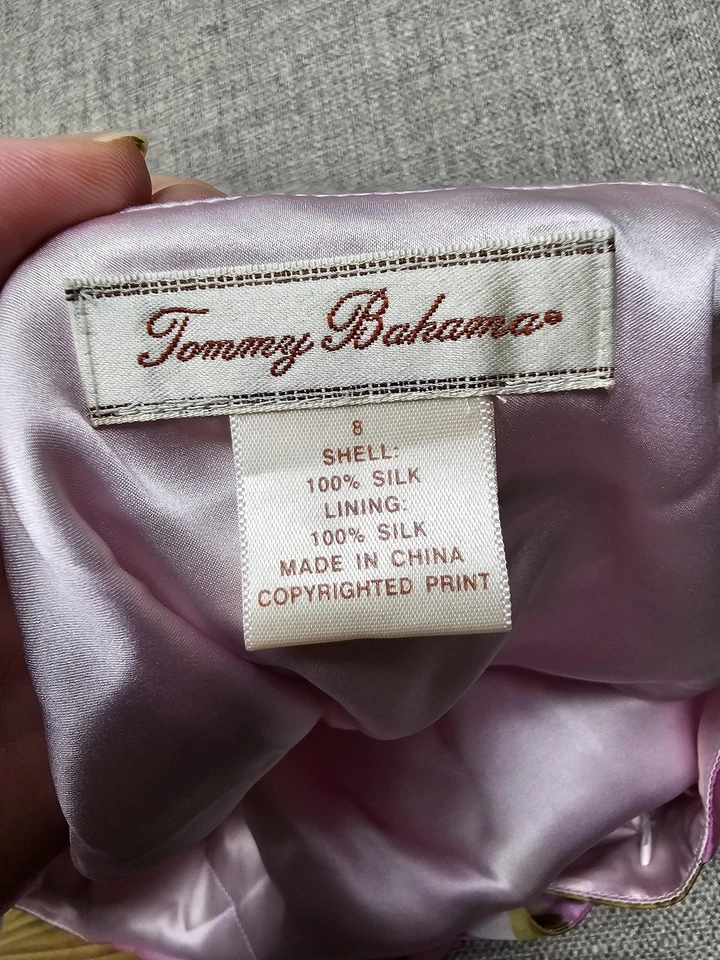 Tommy Bahama®
8
SHELL:
100% SILK
LINING:
100% SILK
MADE IN CHINA
COPYRIGHTED PRINT